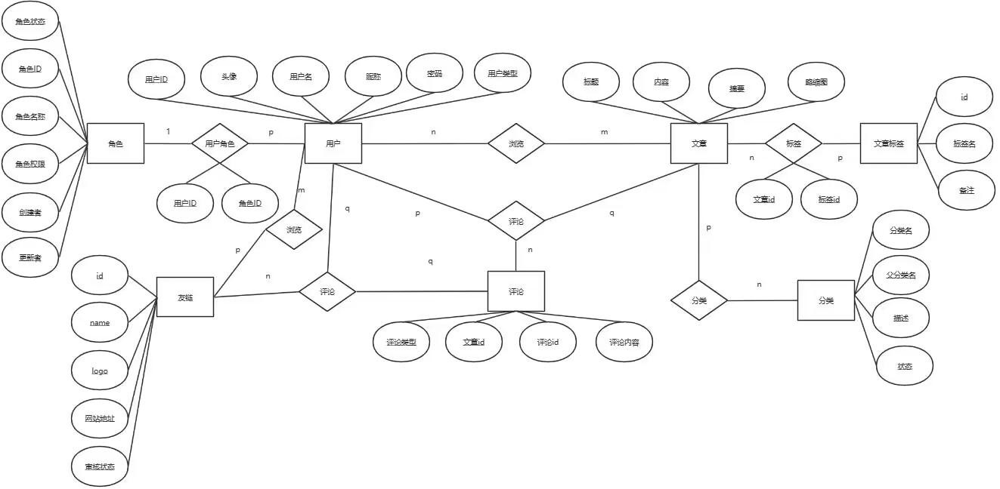 角色状态
角色ID
角色名称
角色权限
创建者
更新者
角色
1
用户角色
p
用户ID
角色ID
用户ID
头像
用户名
昵称
密码
用户类型
用户
n
浏览
m
标题
内容
摘要
略缩图
文章
n
标签
p
文章id
标签id
文章标签
id
标签名
备注
m
浏览
p
q
p
评论
q
n
p
id
name
logo
网站地址
审核状态
友链
n
评论
q
评论
评论类型
文章id
评论id
评论内容
分类
n
分类
分类名
父分类名
描述
状态